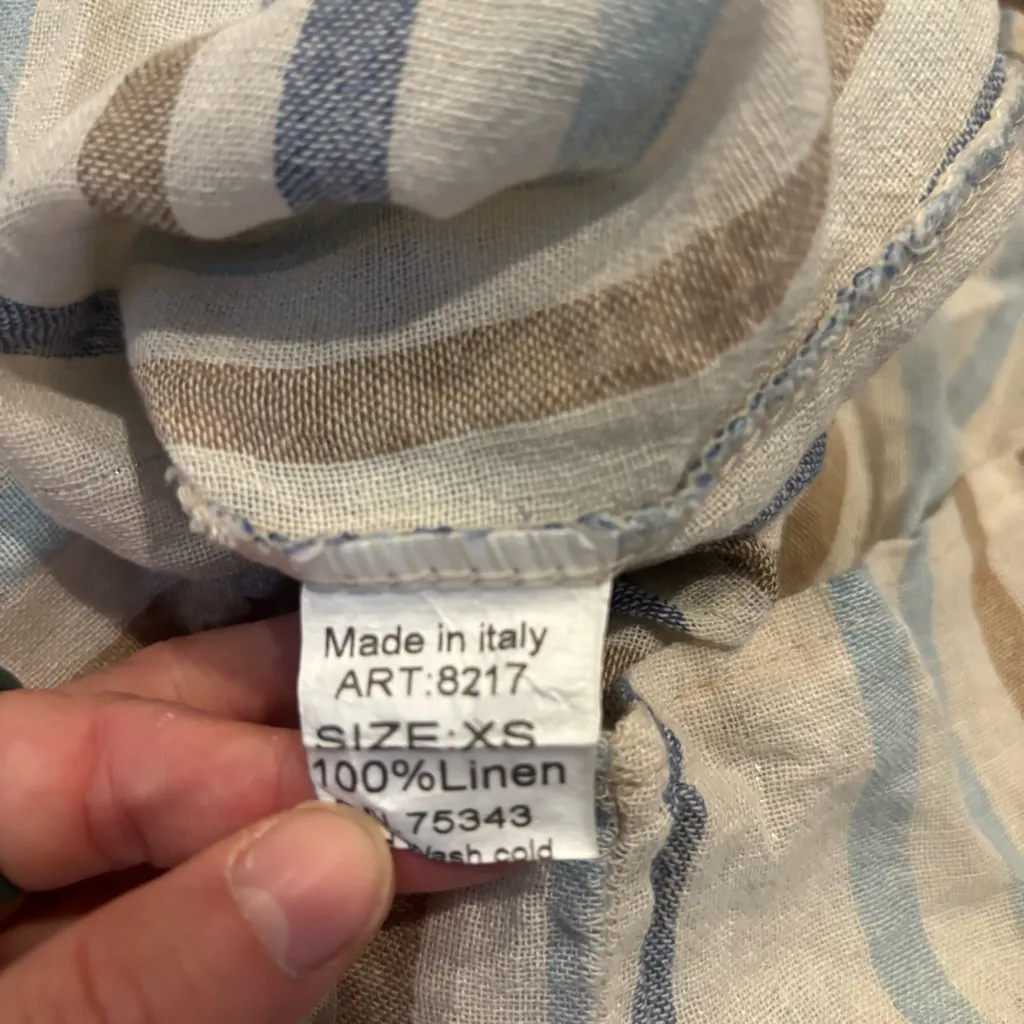 Made in italy
ART:8217
SIZE:XS
100%Linen
75343
cold